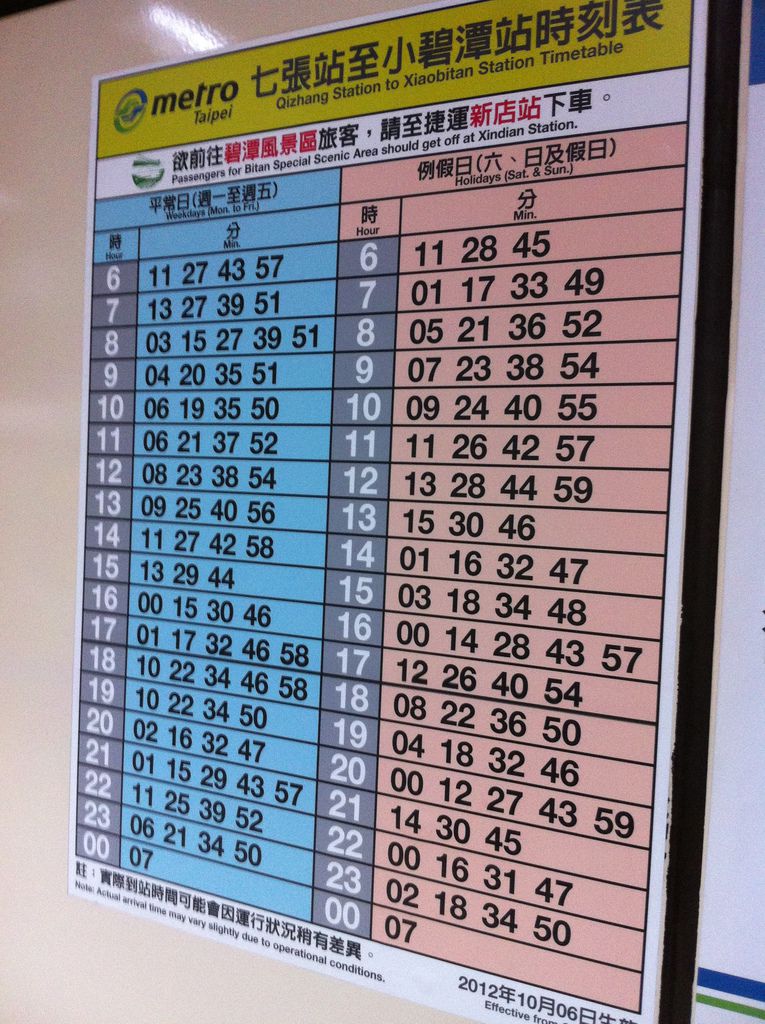 metro Taipei
七張站至小碧潭站時刻表
Qizhang Station to Xiaobitan Station Timetable
欲前往碧潭風景區旅客，請至捷運新店站下車。
Passengers for Bitan Special Scenic Area should get off at Xindian Station.
平常日(週一至週五)
Weekdays (Mon. to Fri.)
時 分
Hour Min.
6 11 27 43 57
7 13 27 39 51
8 03 15 27 39 51
9 04 20 35 51
10 06 19 35 50
11 06 21 37 52
12 08 23 38 54
13 09 25 40 56
14 11 27 42 58
15 13 29 44
16 00 15 30 46
17 01 17 32 46 58
18 10 22 34 46 58
19 10 22 34 50
20 02 16 32 47
21 01 15 29 43 57
22 11 25 39 52
23 06 21 34 50
00 07
例假日(六、日及假日)
Holidays (Sat. & Sun.)
時 分
Hour Min.
6 11 28 45
7 01 17 33 49
8 05 21 36 52
9 07 23 38 54
10 09 24 40 55
11 11 26 42 57
12 13 28 44 59
13 15 30 46
14 01 16 32 47
15 03 18 34 48
16 00 14 28 43 57
17 12 26 40 54
18 08 22 36 50
19 04 18 32 46
20 00 12 27 43 59
21 14 30 45
22 00 16 31 47
23 02 18 34 50
00 07
註：實際到站時間可能會因運行狀況稍有差異。
Note: Actual arrival time may vary slightly due to operational conditions.
2012年10月06日生
Effective from